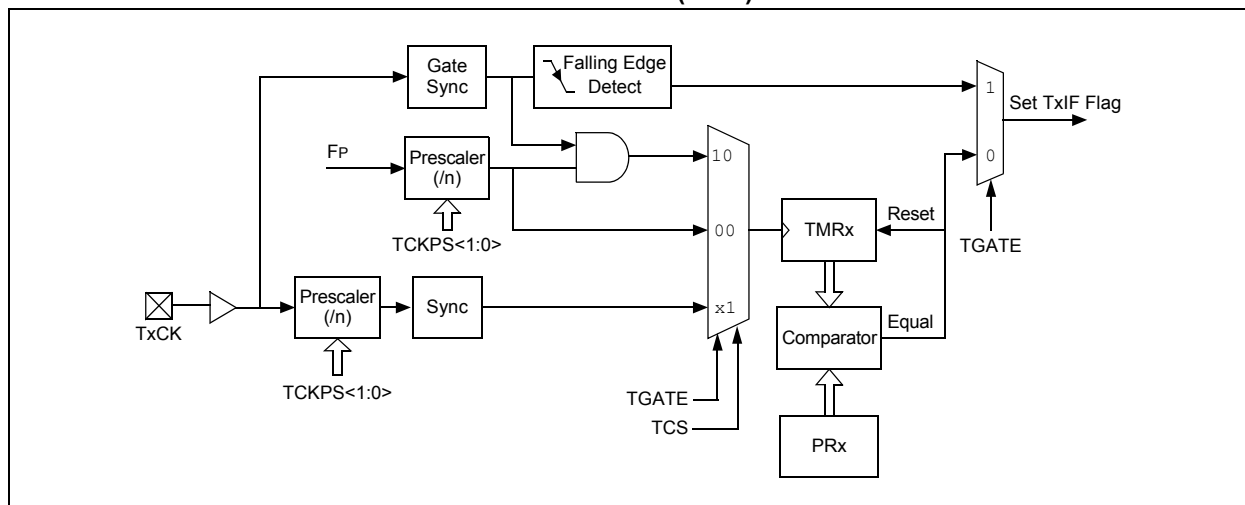 Gate
Sync
Falling Edge
Detect
1
Set TxIF Flag
0
FP
Prescaler
(/n)
10
TCKPS<1:0>
00
Reset
TMRx
TGATE
TxCK
Prescaler
(/n)
Sync
x1
Comparator
Equal
TCKPS<1:0>
TGATE
TCS
PRx